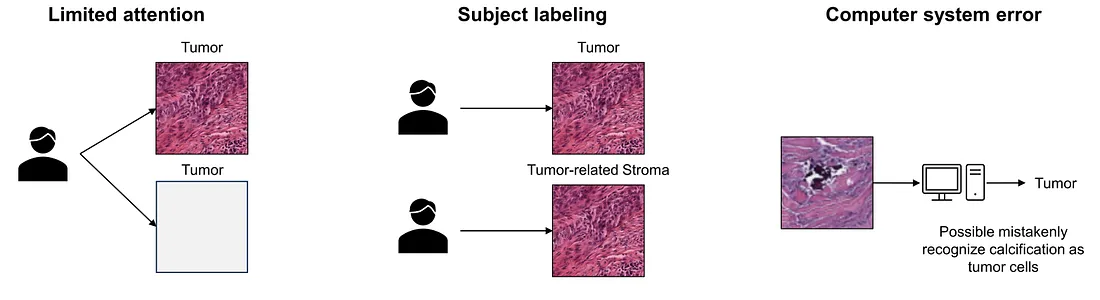 Limited attention
Tumor
Tumor
Subject labeling
Tumor
Tumor-related Stroma
Computer system error
Tumor
Possible mistakenly
recognize calcification as
tumor cells